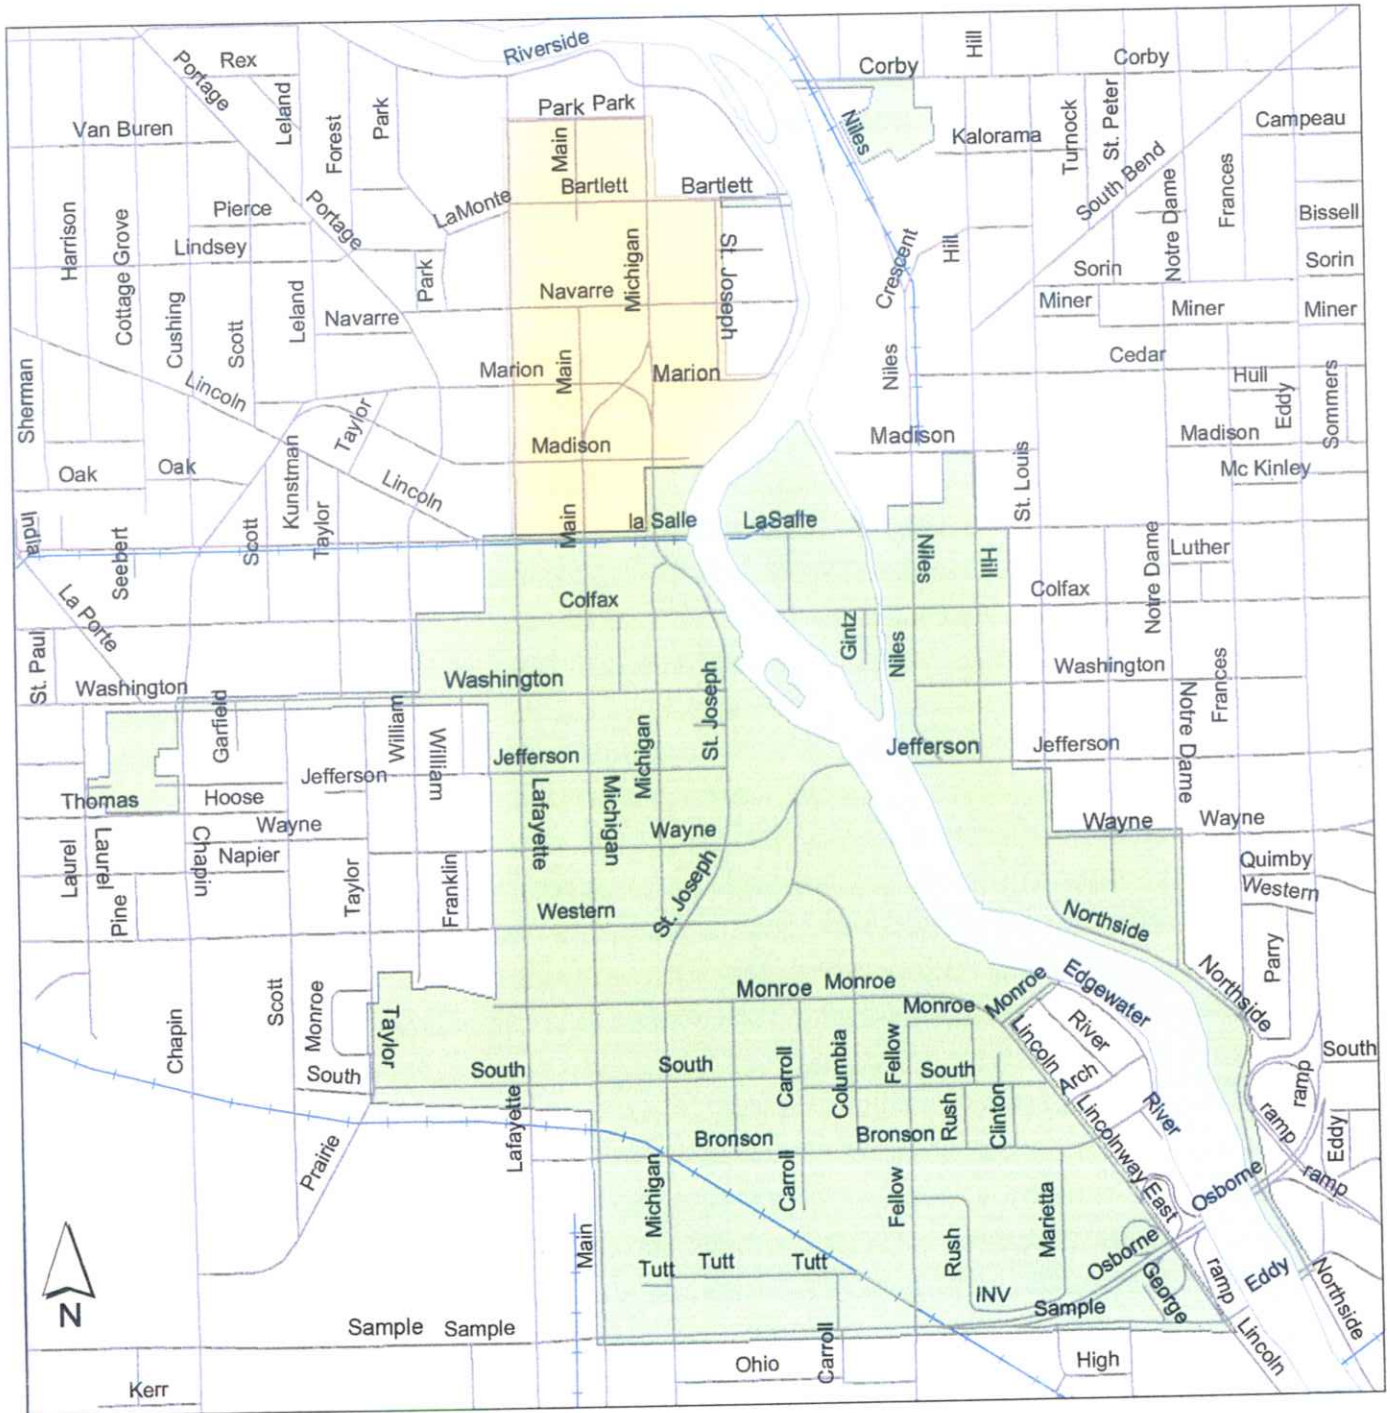 Riverside
Corby
Hill
Corby
Rex
Portage
Leland
Park
Park Park
Van Buren
Forest
Main
Niles
Kalorama
Turnock
St. Peter
Campeau
South Bend
Bartlett
Bartlett
LaMonte
Harrison
Cottage Grove
Pierce
Portage
Lindsey
Michigan
St. Joseph
Crescent
Hill
Notre Dame
Frances
Bissell
Sorin
Sorin
Park
Navarre
Miner
Miner
Miner
Cushing
Scott
Leland
Navarre
Sherman
Lincoln
Marion
Main
Marion
Niles
Cedar
Hull
Eddy
Sommers
Taylor
Madison
Madison
Madison
Oak
Oak
Kunstman
Lincoln
St. Louis
Mc Kinley
India
Seebert
Scott
Taylor
Main
la Salle
LaSalle
Niles
Hill
Notre Dame
Luther
La Porte
Colfax
Colfax
Gintz
Niles
St. Paul
Washington
Washington
Washington
St. Joseph
Notre Dame
Frances
Garfield
William
William
Jefferson
Jefferson
Michigan
Jefferson
Jefferson
Thomas
Hoose
Lafayette
Michigan
Wayne
Wayne
Wayne
Wayne
Laurel
Laurel
Chapin
Napier
Quimby
Western
Pine
Taylor
Franklin
Western
St. Joseph
Northside
Parry
Northside
Chapin
Scott
Monroe
Taylor
Monroe
Monroe
Monroe
Monroe
Edgewater
River
Lincoln
South
South
South
South
South
Carroll
Columbia
Fellow
Arch
ramp
ramp
Lafayette
Rush
Clinton
Lincolnway East
River
Eddy
Bronson
Bronson
Prairie
Michigan
Carroll
Fellow
Marietta
Osborne
ramp
Main
Tutt
Tutt
Tutt
Rush
Osborne
George
ramp
Eddy
Northside
INV
Sample
N
Sample
Sample
Carroll
Lincoln
Ohio
High
Kerr